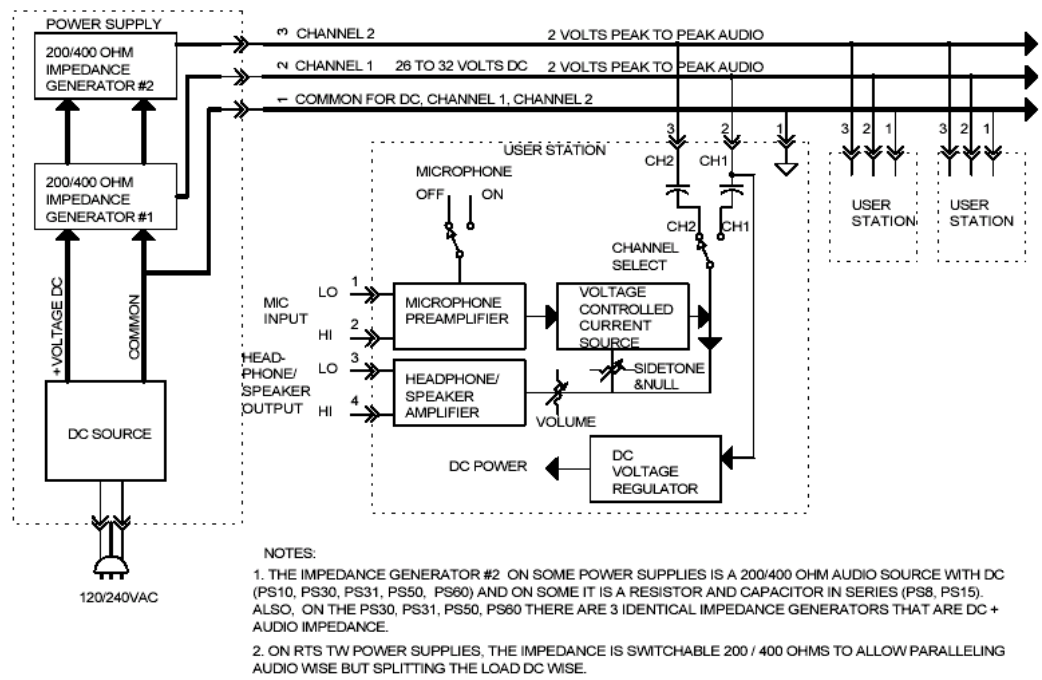 POWER SUPPLY
200/400 OHM
IMPEDANCE
GENERATOR #2
3 CHANNEL 2
2 VOLTS PEAK TO PEAK AUDIO
2 CHANNEL 1 26 TO 32 VOLTS DC
2 VOLTS PEAK TO PEAK AUDIO
1 COMMON FOR DC, CHANNEL 1, CHANNEL 2
200/400 OHM
IMPEDANCE
GENERATOR #1
+VOLTAGE DC
COMMON
DC SOURCE
120/240VAC
3 2 1
USER STATION
CH2 CH1
MICROPHONE
OFF ON
CH2 CH1
CHANNEL
SELECT
MIC
INPUT
LO 1
HI 2
MICROPHONE
PREAMPLIFIER
VOLTAGE
CONTROLLED
CURRENT
SOURCE
HEAD-
PHONE/
SPEAKER
OUTPUT
LO 3
HI 4
HEADPHONE/
SPEAKER
AMPLIFIER
SIDETONE
&NULL
VOLUME
DC POWER
DC
VOLTAGE
REGULATOR
3 2 1
USER
STATION
3 2 1
USER
STATION
NOTES:
1. THE IMPEDANCE GENERATOR #2 ON SOME POWER SUPPLIES IS A 200/400 OHM AUDIO SOURCE WITH DC
(PS10, PS30, PS31, PS50, PS60) AND ON SOME IT IS A RESISTOR AND CAPACITOR IN SERIES (PS8, PS15).
ALSO, ON THE PS30, PS31, PS50, PS60 THERE ARE 3 IDENTICAL IMPEDANCE GENERATORS THAT ARE DC +
AUDIO IMPEDANCE.
2. ON RTS TW POWER SUPPLIES, THE IMPEDANCE IS SWITCHABLE 200 / 400 OHMS TO ALLOW PARALLELING
AUDIO WISE BUT SPLITTING THE LOAD DC WISE.